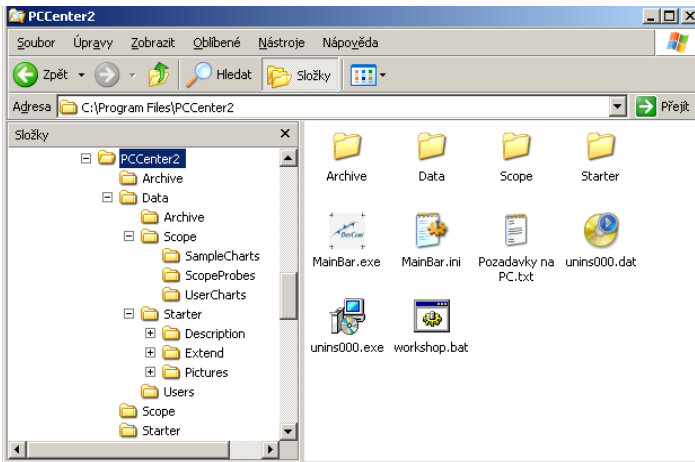 PCCenter2
Soubor Úpravy Zobrazit Oblíbené Nástroje Nápověda
Zpět Hledat Složky
Adresa C:\Program Files\PCCenter2 Přejít
Složky
PCCenter2
Archive
Data
Archive
Scope
SampleCharts
ScopeProbes
UserCharts
Starter
Description
Extend
Pictures
Users
Scope
Starter
Archive Data Scope Starter
DevCom
MainBar.exe MainBar.ini Pozadavky na PC.txt unins000.dat
unins000.exe workshop.bat